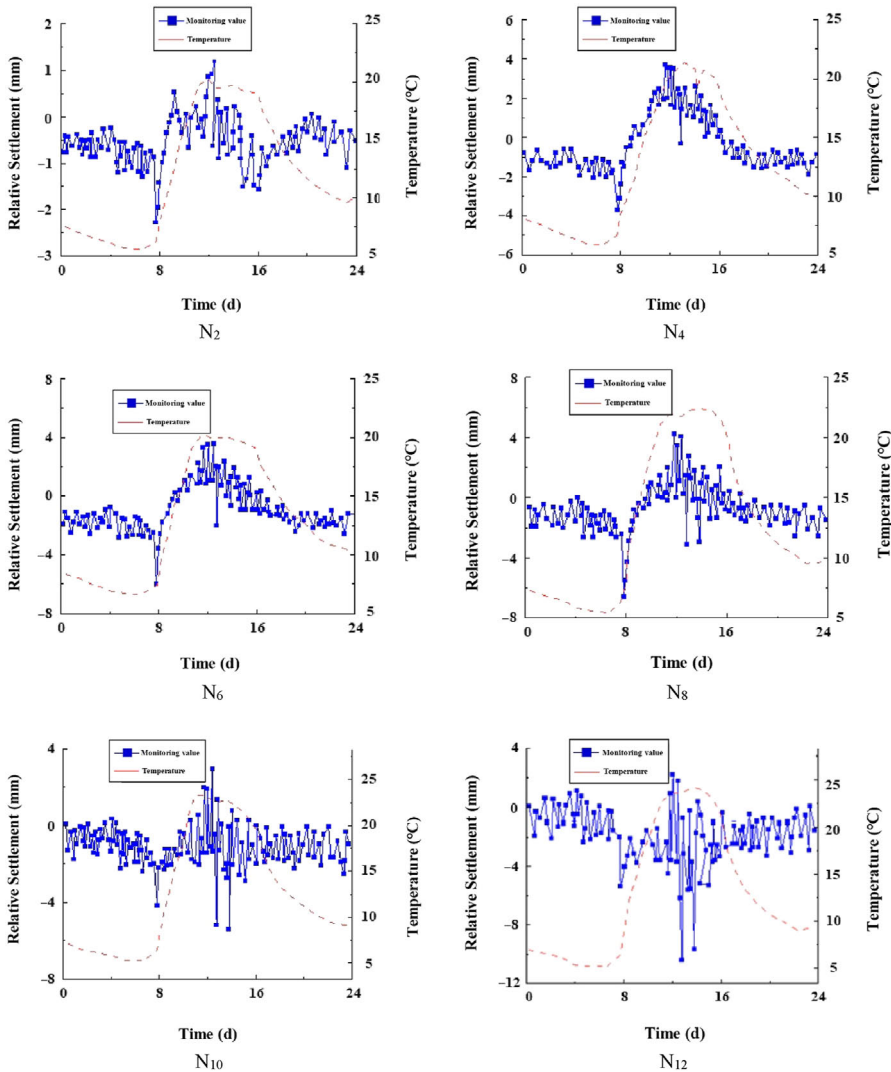 Relative Settlement (mm)
2
1
0
−1
−2
−3
Monitoring value
Temperature
25
20
15
10
5
Temperature (°C)
0
8
16
24
Time (d)
N2
Relative Settlement (mm)
6
4
2
0
−2
−4
−6
Monitoring value
Temperature
25
20
15
10
5
Temperature (°C)
0
8
16
24
Time (d)
N4
Relative Settlement (mm)
8
4
0
−4
−8
Monitoring value
Temperature
25
20
15
10
5
Temperature (°C)
0
8
16
24
Time (d)
N6
Relative Settlement (mm)
8
4
0
−4
−8
Monitoring value
Temperature
25
20
15
10
5
Temperature (°C)
0
8
16
24
Time (d)
N8
Relative Settlement (mm)
4
0
−4
−8
Monitoring value
Temperature
25
20
15
10
5
Temperature (°C)
0
8
16
24
Time (d)
N10
Relative Settlement (mm)
4
0
−4
−8
−12
Monitoring value
Temperature
25
20
15
10
5
Temperature (°C)
0
8
16
24
Time (d)
N12